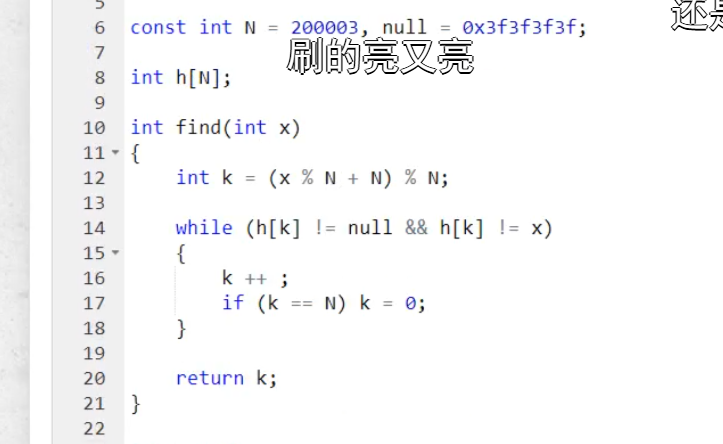 5
还是
6 const int N = 200003, null = 0x3f3f3f3f;
刷的亮又亮
7
8 int h[N];
9
10 int find(int x)
11 {
12 int k = (x % N + N) % N;
13
14 while (h[k] != null && h[k] != x)
15 {
16 k ++ ;
17 if (k == N) k = 0;
18 }
19
20 return k;
21 }
22